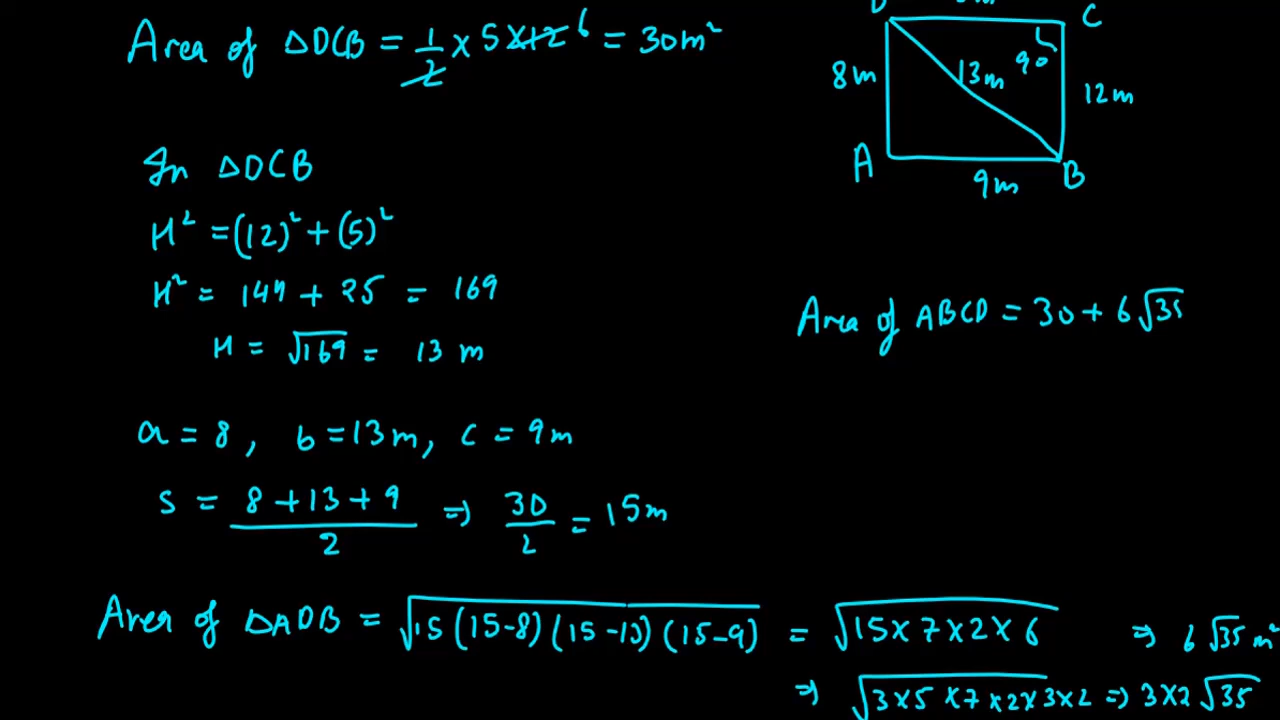 Area of ΔDCB = 1/2 × 5 × 12 6 = 30m²
C
8m
13m
90
12m
A
9m
B
In ΔDCB
H² = (12)² + (5)²
H² = 144 + 25 = 169
H = √169 = 13 m
Area of ABCD = 30 + 6√35
a = 8, b = 13m, c = 9m
s = 8 + 13 + 9 / 2 ⇒ 30/2 = 15m
Area of ΔADB = √15(15-8)(15-13)(15-9) = √15×7×2×6 ⇒ 6√35 m²
⇒ √3×5×7×2×3×2 ⇒ 3×2√35